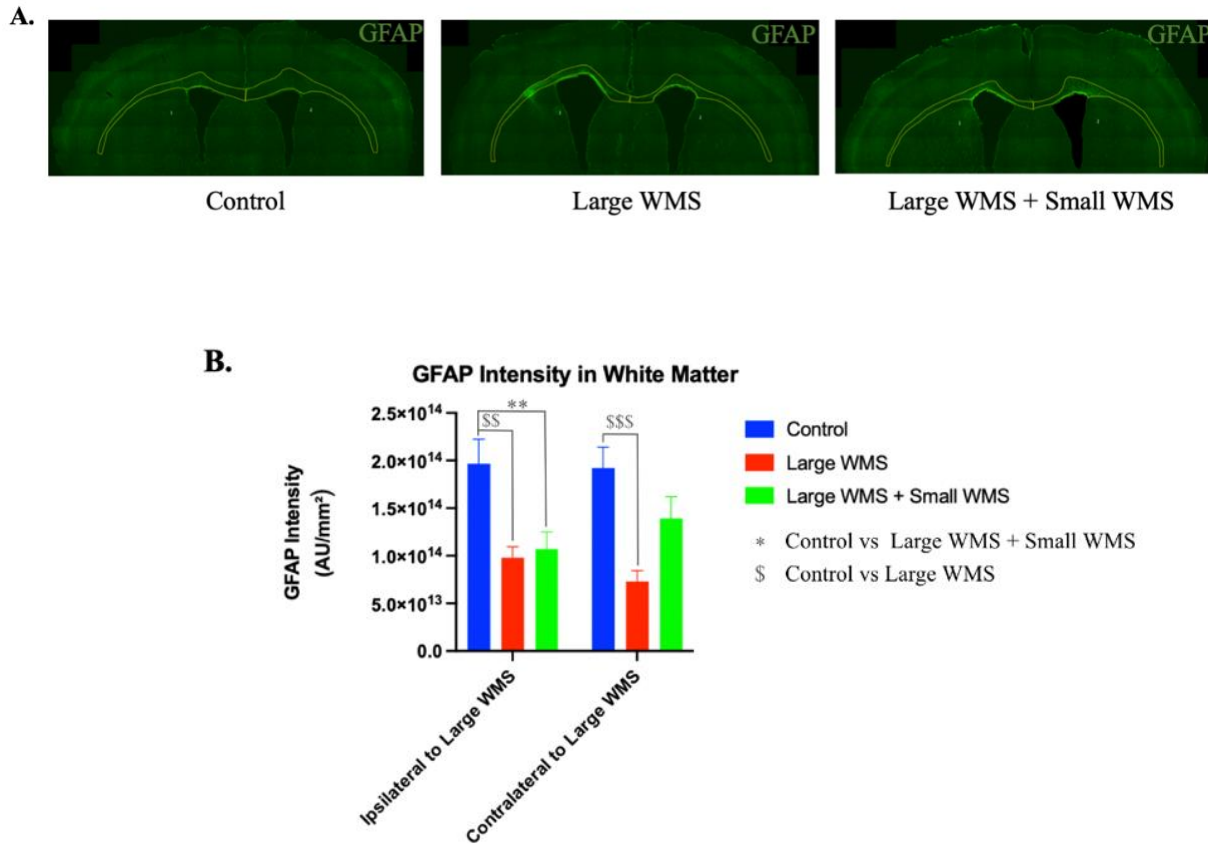 A.
GFAP
GFAP
GFAP
Control
Large WMS
Large WMS + Small WMS
B.
GFAP Intensity in White Matter
**
$$
$$$
2.5×10¹⁴
2.0×10¹⁴
1.5×10¹⁴
1.0×10¹⁴
5.0×10¹³
0.0
GFAP Intensity
(AU/mm²)
Ipsilateral to Large WMS
Contralateral to Large WMS
Control
Large WMS
Large WMS + Small WMS
* Control vs Large WMS + Small WMS
$ Control vs Large WMS